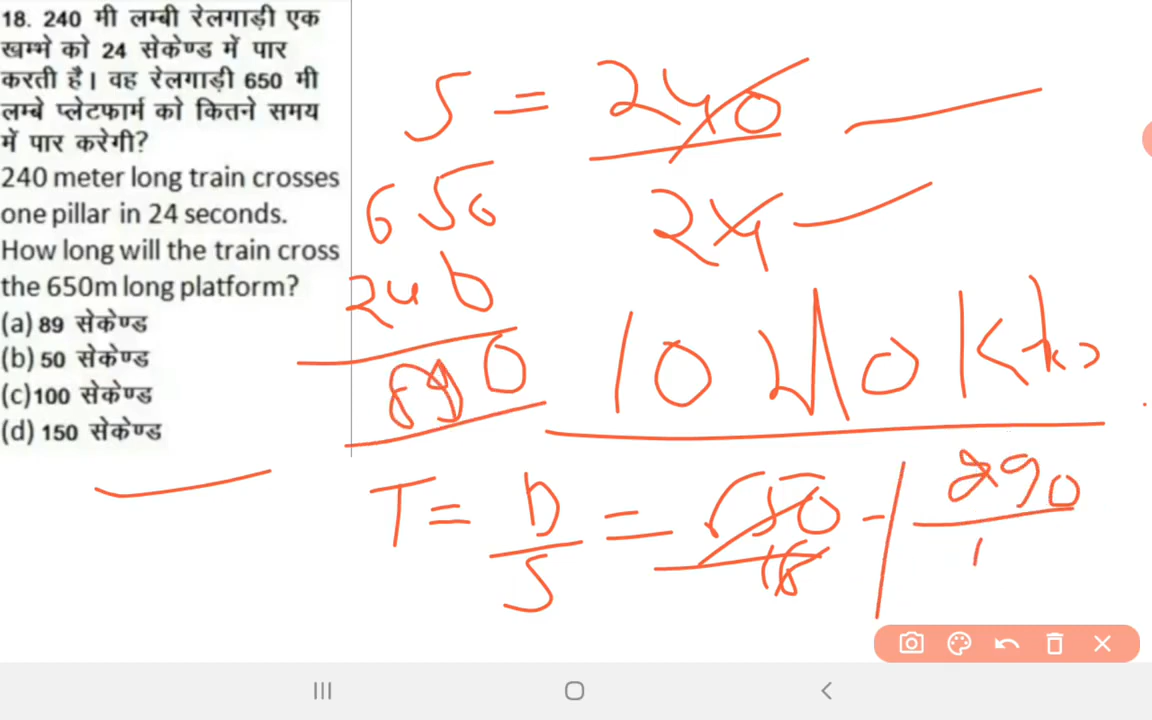 18. 240 मी लम्बी रेलगाड़ी एक
खम्भे को 24 सेकेण्ड में पार
करती है। वह रेलगाड़ी 650 मी
लम्बे प्लेटफार्म को कितने समय
में पार करेगी?
240 meter long train crosses
one pillar in 24 seconds.
How long will the train cross
the 650m long platform?
(a) 89 सेकेण्ड
(b) 50 सेकेण्ड
(c) 100 सेकेण्ड
(d) 150 सेकेण्ड
S = 240
24
650
240
890
10
T = D
S
= 650
10
890
1